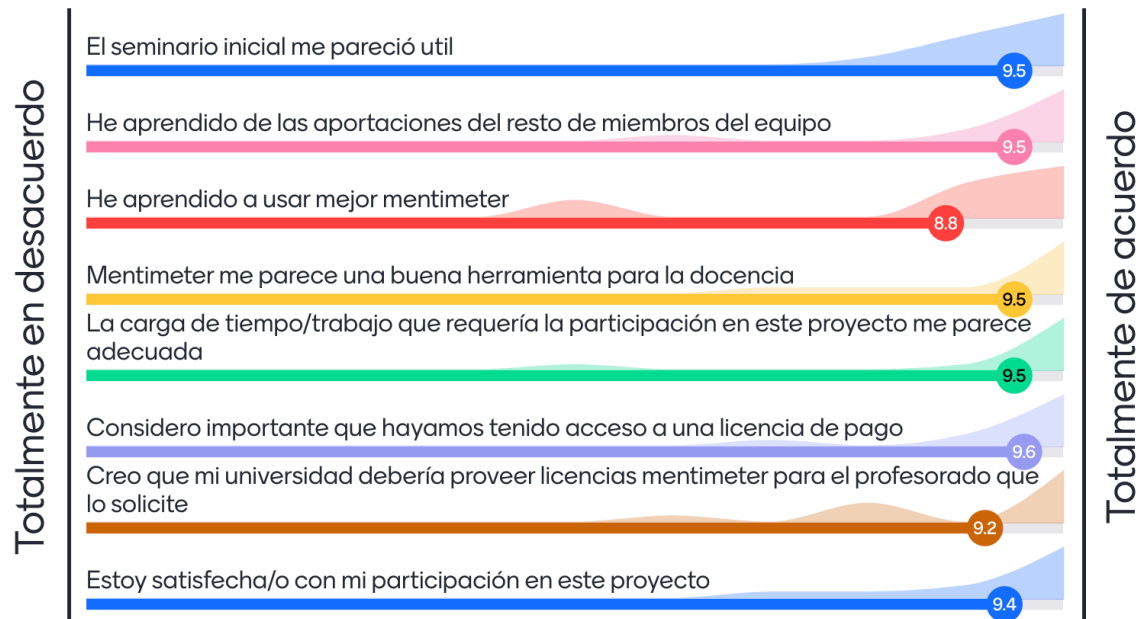 Totalmente en desacuerdo
El seminario inicial me pareció util
9.5
He aprendido de las aportaciones del resto de miembros del equipo
9.5
He aprendido a usar mejor mentimeter
8.8
Mentimeter me parece una buena herramienta para la docencia
9.5
La carga de tiempo/trabajo que requería la participación en este proyecto me parece
adecuada
9.5
Considero importante que hayamos tenido acceso a una licencia de pago
9.6
Creo que mi universidad debería proveer licencias mentimeter para el profesorado que
lo solicite
9.2
Estoy satisfecha/o con mi participación en este proyecto
9.4
Totalmente de acuerdo